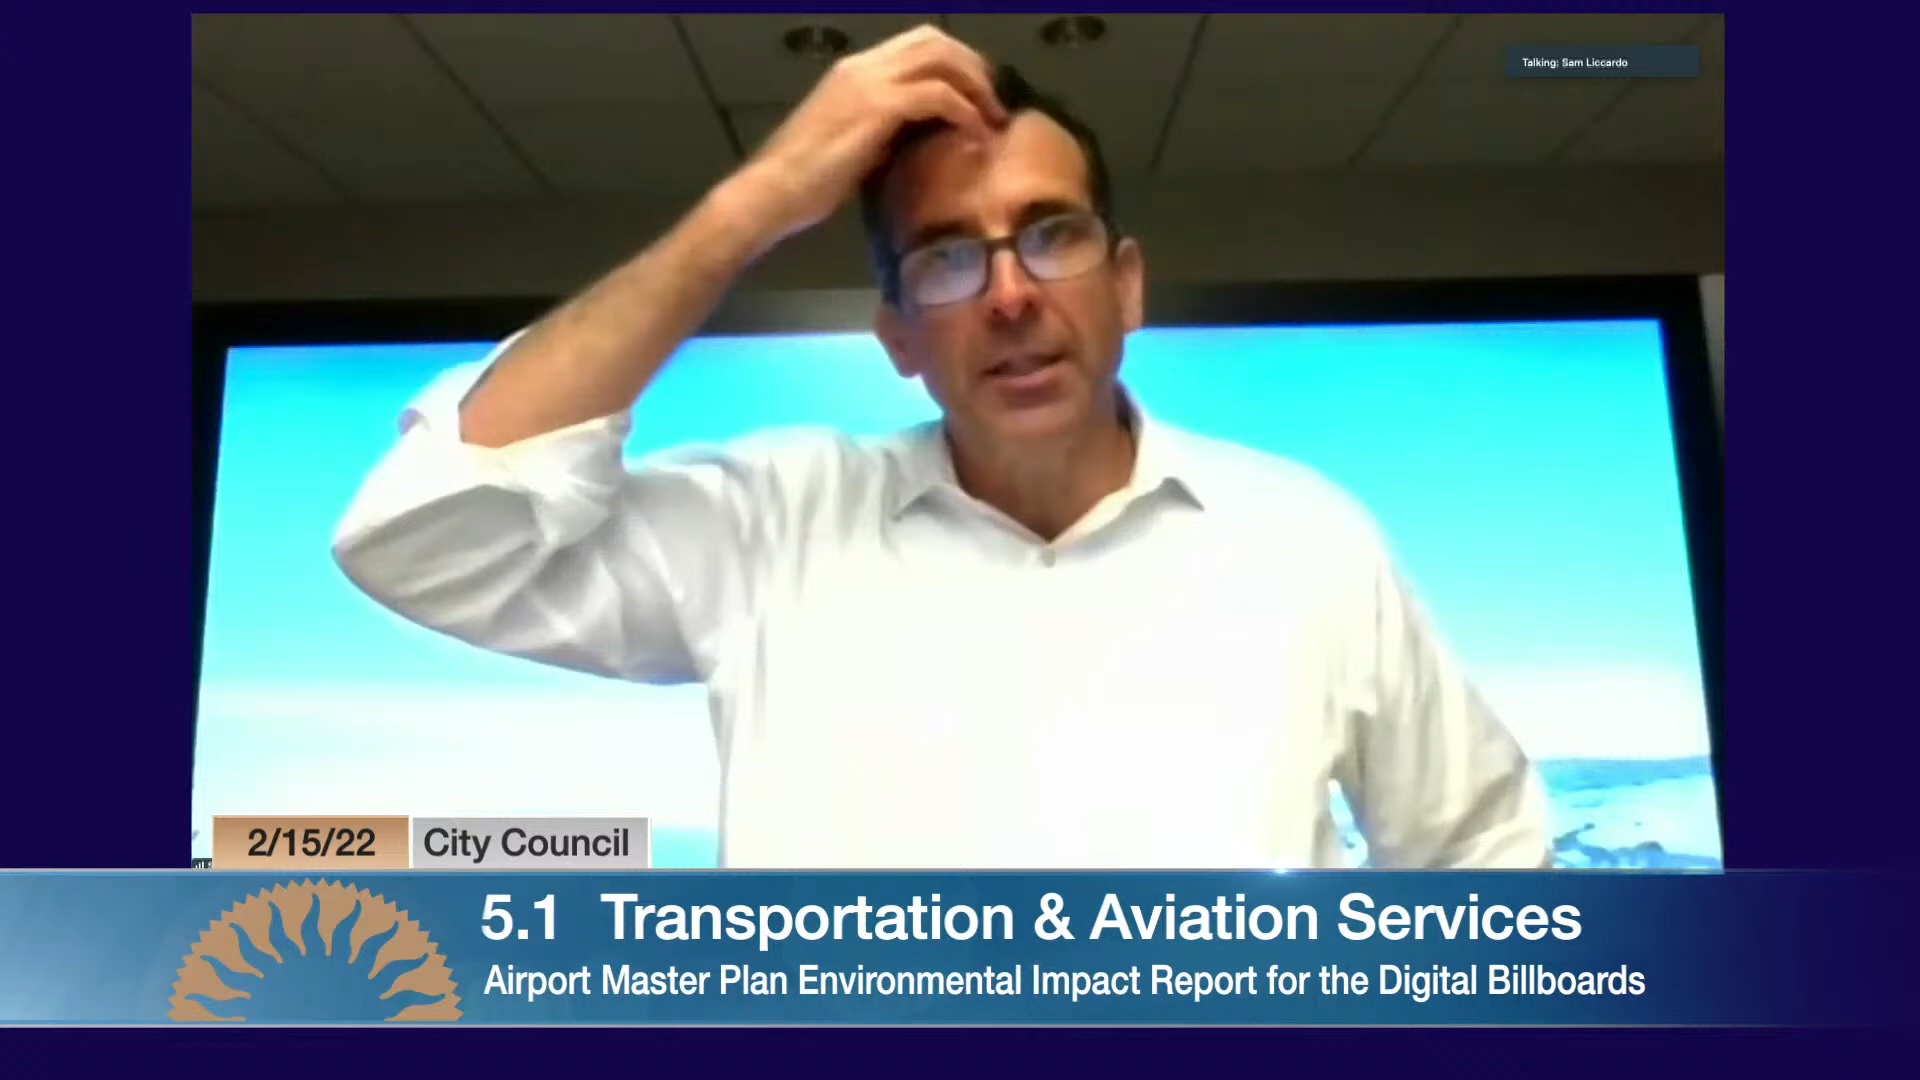 Talking: Sam Liccardo
2/15/22 City Council
5.1 Transportation & Aviation Services
Airport Master Plan Environmental Impact Report for the Digital Billboards